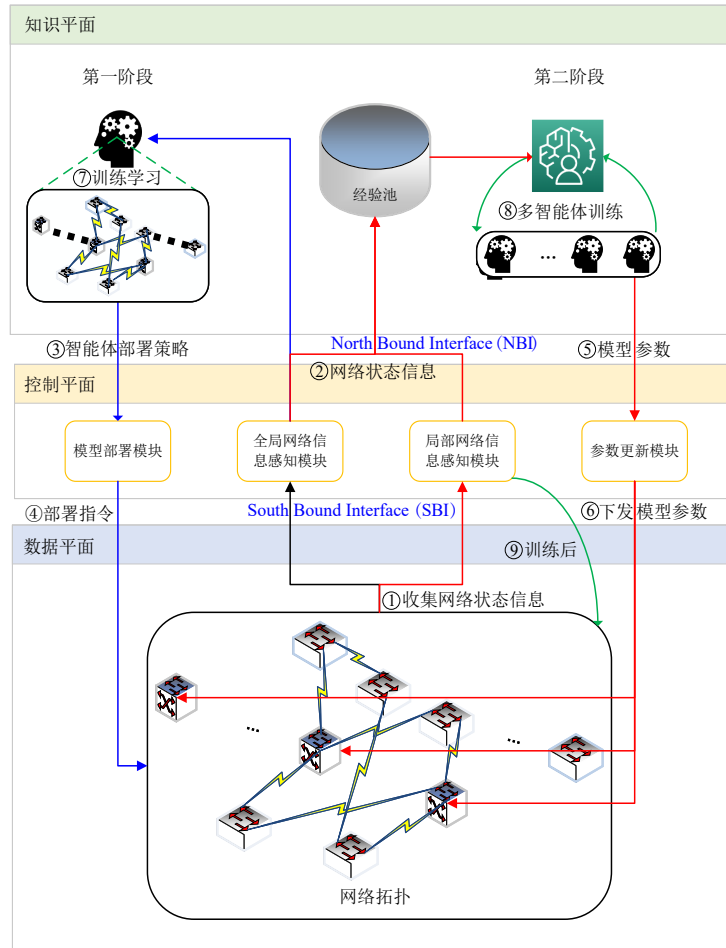 知识平面
第一阶段
第二阶段
经验池
⑦训练学习
⑧多智能体训练
...
North Bound Interface (NBI)
③智能体部署策略
⑤模型参数
②网络状态信息
控制平面
模型部署模块
全局网络信
息感知模块
局部网络信
息感知模块
参数更新模块
④部署指令
South Bound Interface (SBI)
⑥下发模型参数
数据平面
⑨训练后
①收集网络状态信息
...
...
网络拓扑